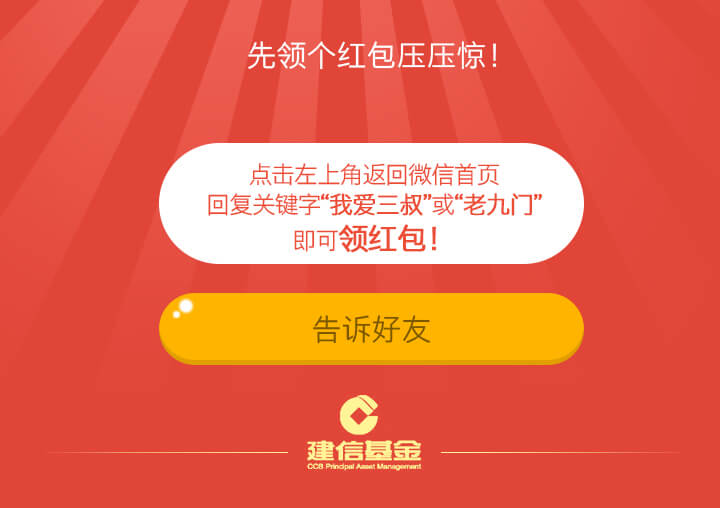 先领个红包压压惊！
点击左上角返回微信首页
回复关键字“我爱三叔”或“老九门”
即可领红包！
告诉好友
建信基金
CCB Principal Asset Management